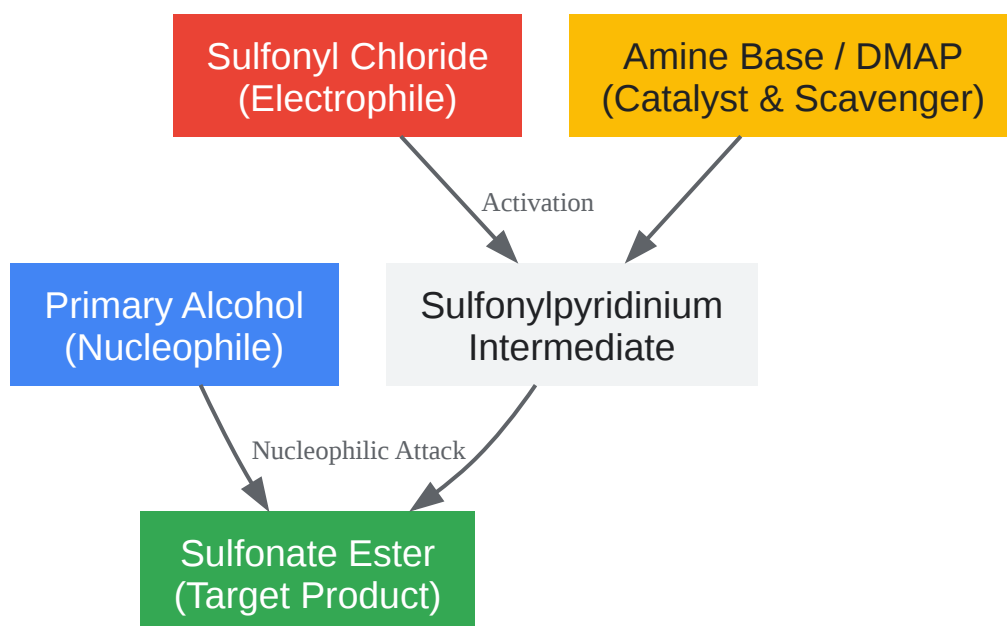 Sulfonyl Chloride
(Electrophile)
Amine Base / DMAP
(Catalyst & Scavenger)
Activation
Primary Alcohol
(Nucleophile)
Sulfonylpyridinium
Intermediate
Nucleophilic Attack
Sulfonate Ester
(Target Product)